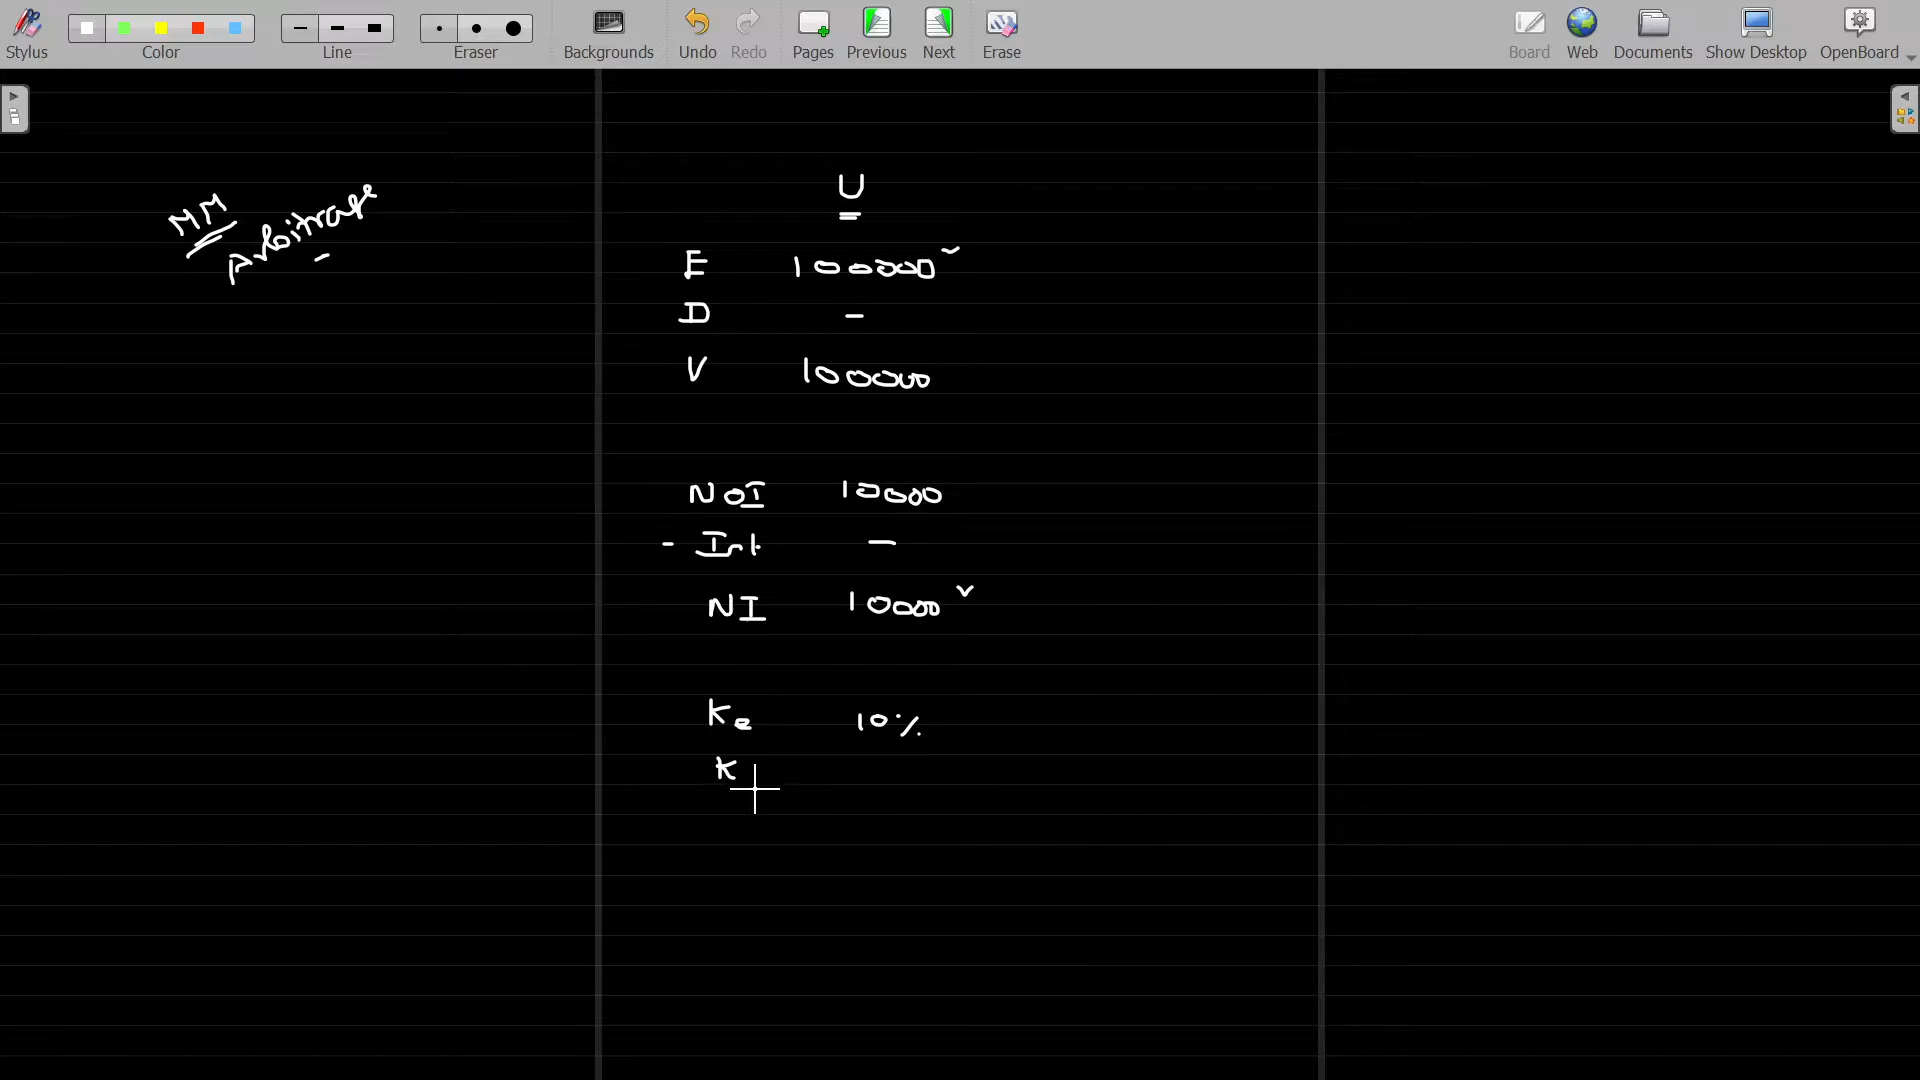 Stylus Color Line Eraser Backgrounds Undo Redo Pages Previous Next Erase Board Web Documents Show Desktop OpenBoard
MM
Arbitrage
U
E 100000
D -
V 100000
NOI 10000
- Int -
NI 10000
Ke 10%
K